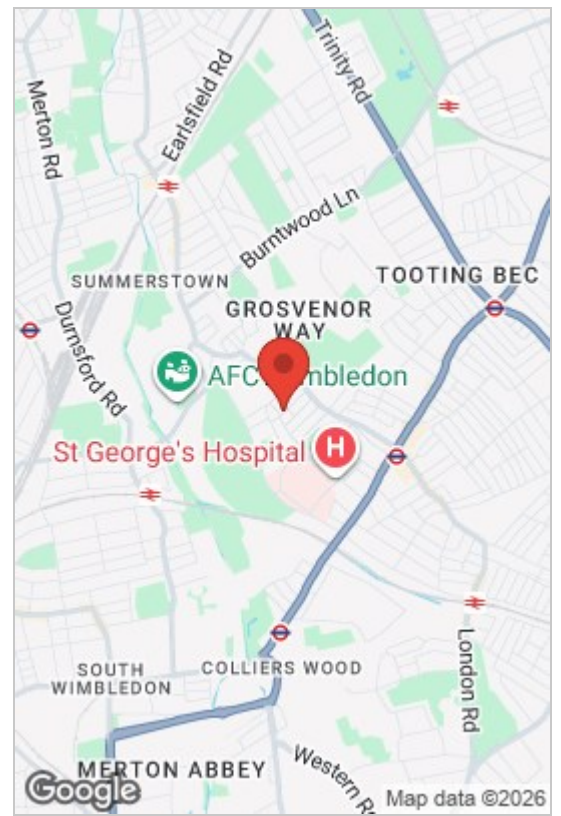 Trinity Rd
Merton Rd
Earlsfield Rd
Burntwood Ln
TOOTING BEC
SUMMERSTOWN
GROSVENOR
WAY
Durnsford Rd
AFC
mbledon
St George's Hospital
H
COLLIERS WOOD
SOUTH
WIMBLEDON
London Rd
MERTON ABBEY
Western R
Google
Map data ©2026